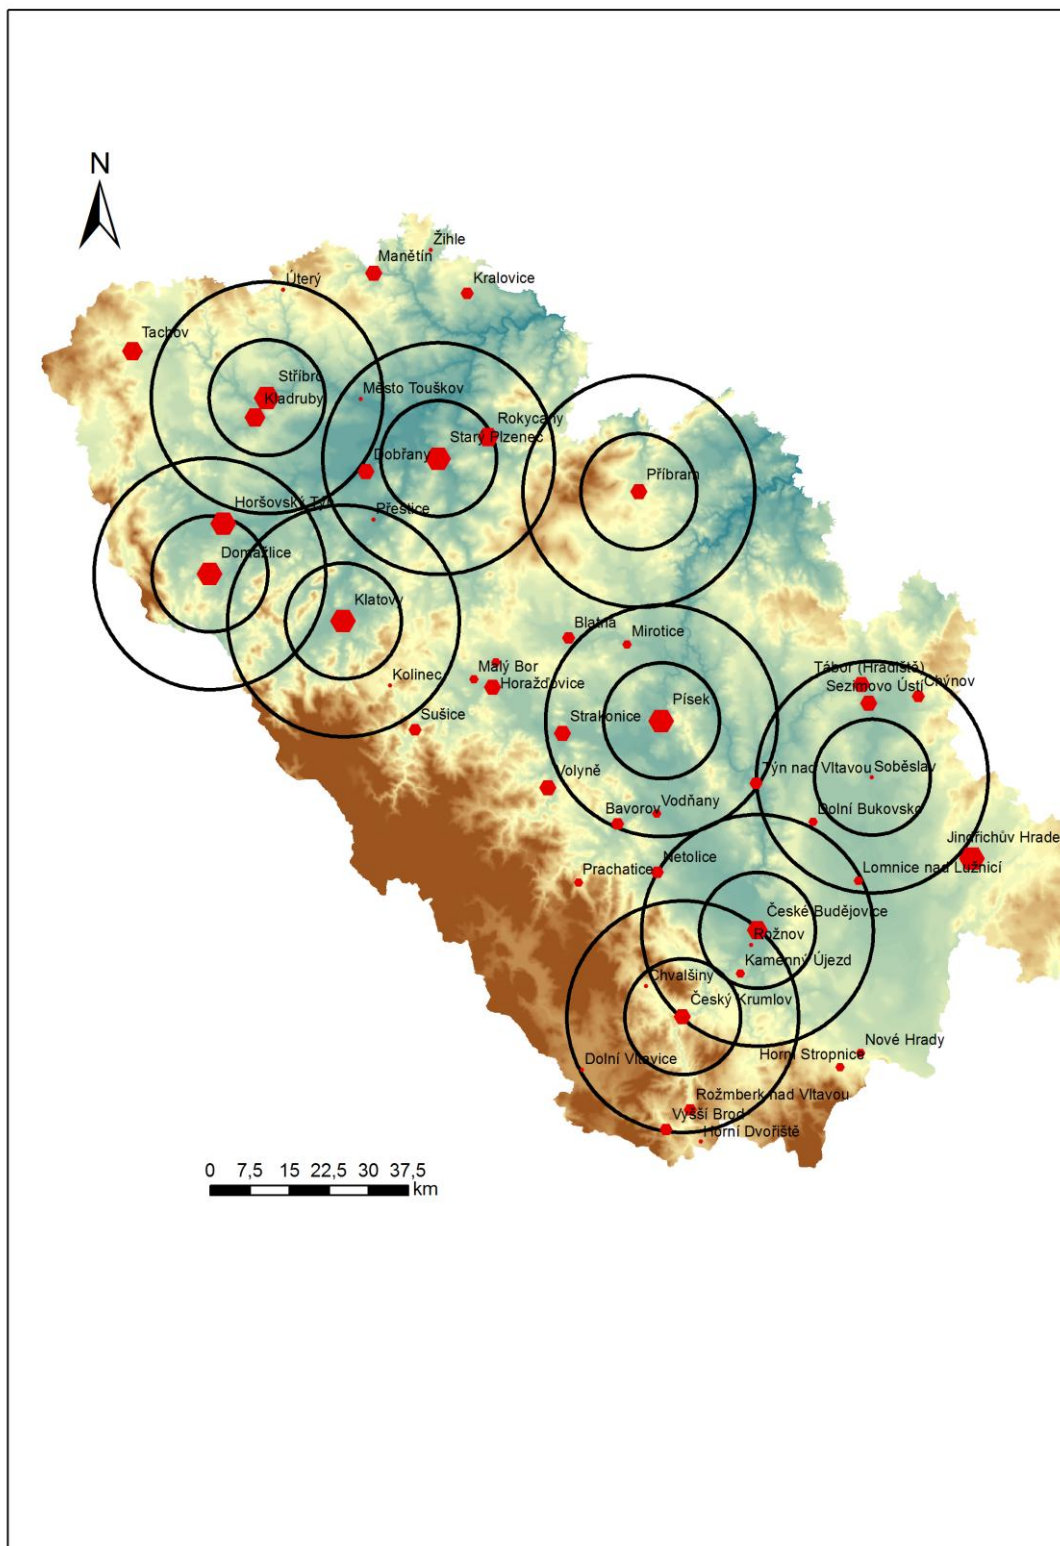 N
Žihle
Manětín
Kralovice
Úterý
Tachov
Stříbro
Město Touškov
Kladruby
Rokycany
Starý Plzenec
Dobřany
Příbram
Horšovský Týn
Přeštice
Domažlice
Klatovy
Blatná
Mirotice
Malý Bor
Tábor (Hradiště)
Chýnov
Kolinec
Horažďovice
Sezimovo Ústí
Sušice
Písek
Strakonice
Týn nad Vltavou
Soběslav
Volyně
Bavorov
Vodňany
Dolní Bukovsko
Jindřichův Hrade
Prachatice
Netolice
Lomnice nad Lužnicí
České Budějovice
Rožnov
Kamenný Újezd
Chvalšiny
Český Krumlov
Nové Hrady
Dolní Vltavice
Horní Stropnice
Rožmberk nad Vltavou
Vyšší Brod
Horní Dvořiště
0 7,5 15 22,5 30 37,5
km